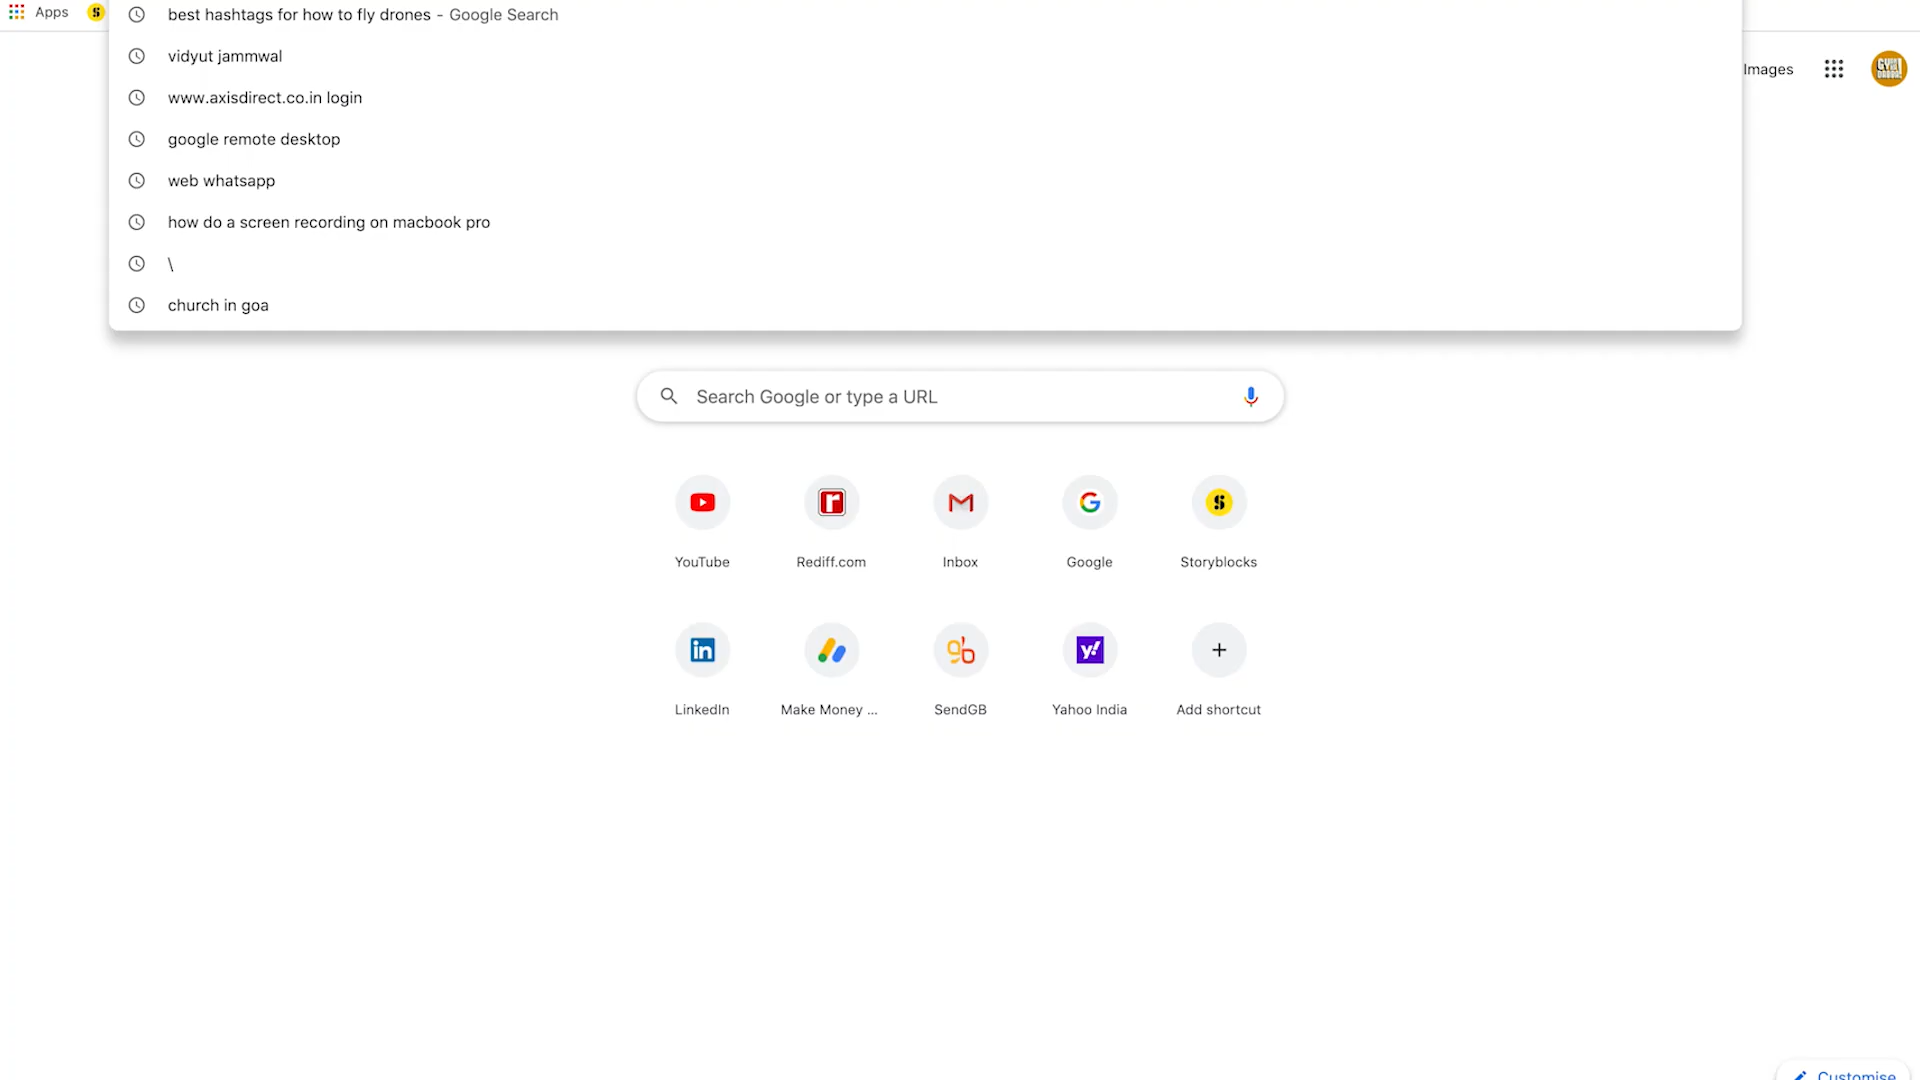 Apps
best hashtags for how to fly drones - Google Search
vidyut jammwal
Images
www.axisdirect.co.in login
google remote desktop
web whatsapp
how do a screen recording on macbook pro
\
church in goa
Search Google or type a URL
YouTube
Rediff.com
Inbox
Google
Storyblocks
LinkedIn
Make Money ...
SendGB
Yahoo India
Add shortcut
Customise